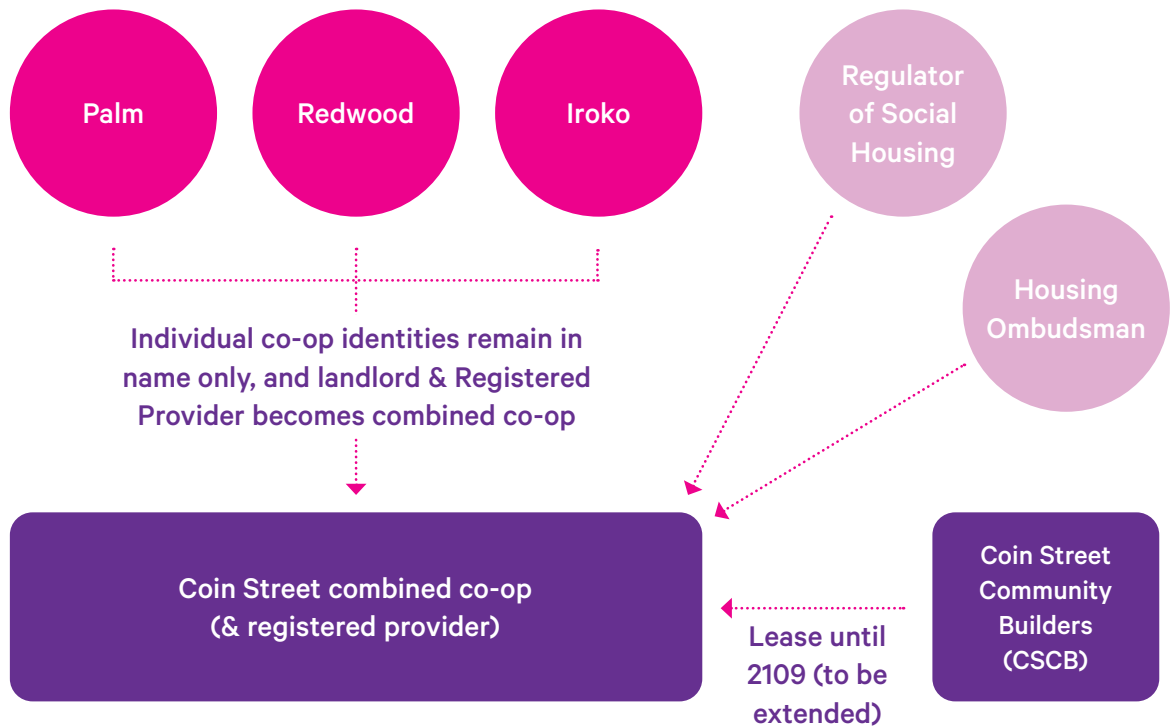 Palm
Redwood
Iroko
Regulator
of Social
Housing
Housing
Ombudsman
Individual co-op identities remain in
name only, and landlord & Registered
Provider becomes combined co-op
Coin Street combined co-op
(& registered provider)
Lease until
2109 (to be
extended)
Coin Street
Community
Builders
(CSCB)